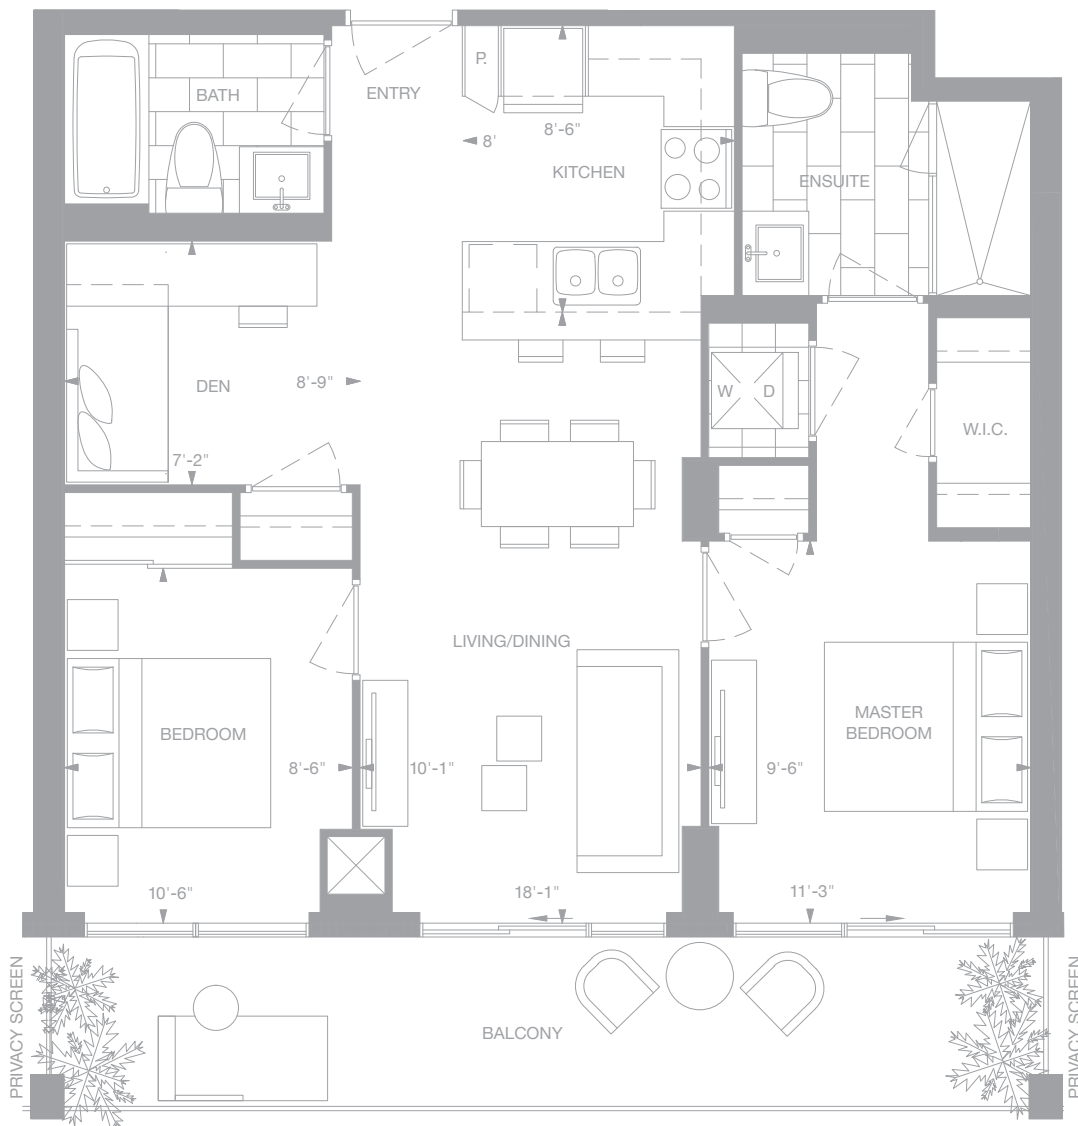 BATH
ENTRY
P.
8'-6"
8'
KITCHEN
ENSUITE
DEN
8'-9"
W D
W.I.C.
7'-2"
LIVING/DINING
BEDROOM
MASTER
BEDROOM
8'-6"
10'-1"
9'-6"
10'-6"
18'-1"
11'-3"
PRIVACY SCREEN
BALCONY
PRIVACY SCREEN